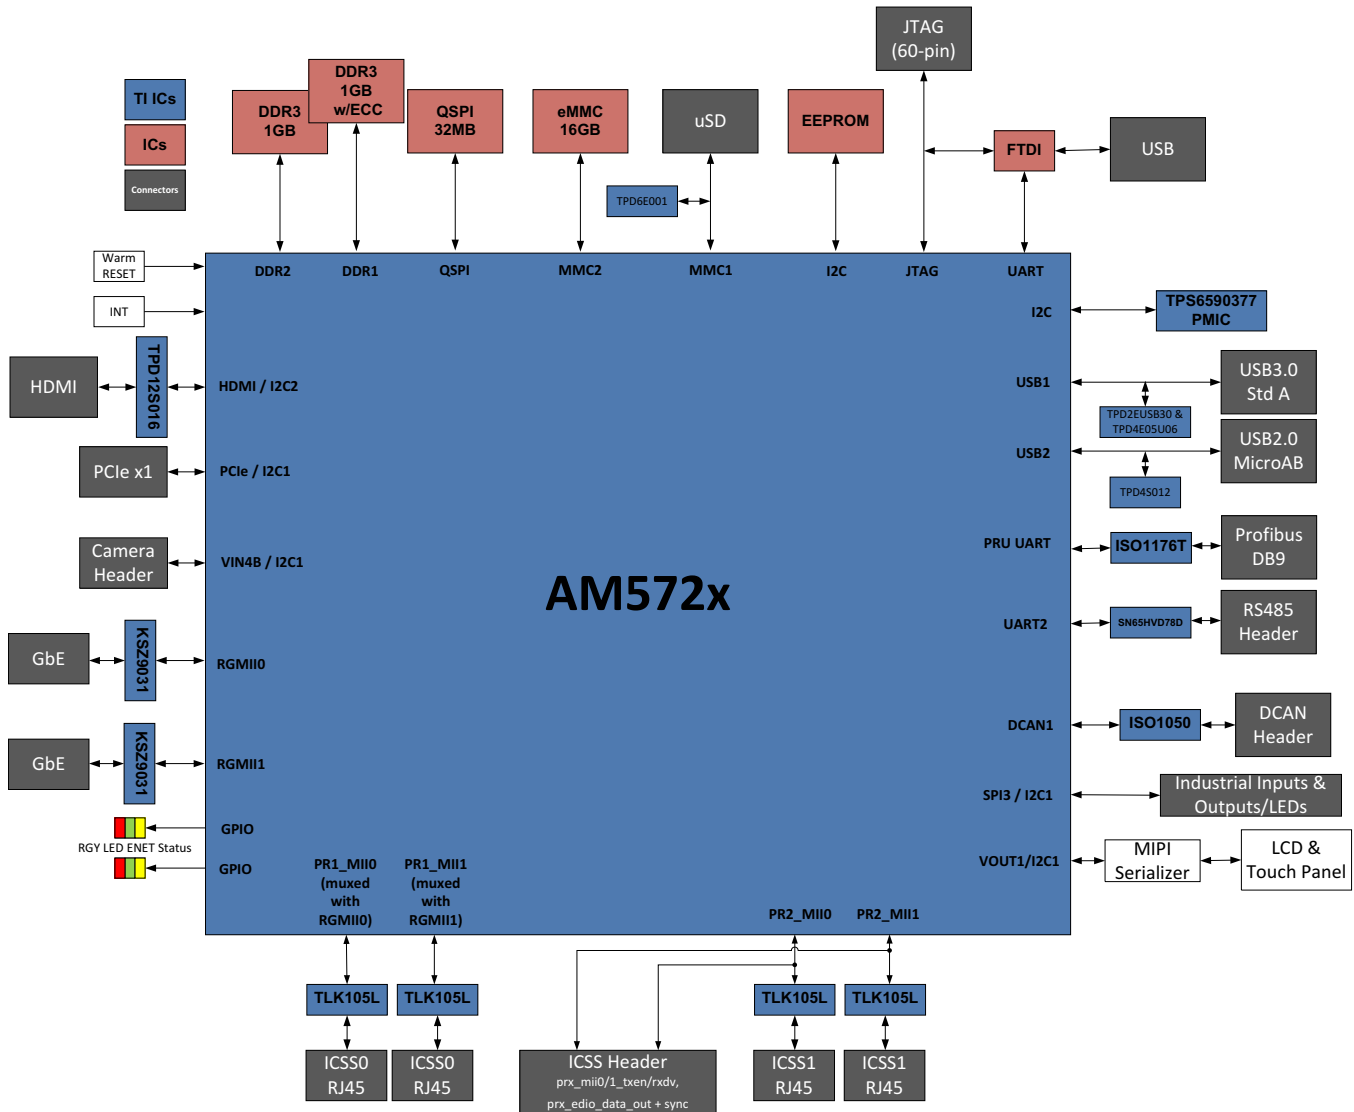 JTAG
(60-pin)
TI ICs
ICs
Connectors
DDR3
1GB
DDR3
1GB
w/ECC
QSPI
32MB
eMMC
16GB
uSD
EEPROM
FTDI
USB
TPD6E001
Warm
RESET
INT
DDR2
DDR1
QSPI
MMC2
MMC1
I2C
JTAG
UART
I2C
TPS6590377
PMIC
HDMI
TPD12S016
HDMI / I2C2
USB1
USB3.0
Std A
TPD2EUSB30 &
TPD4E05U06
PCIe x1
PCIe / I2C1
USB2
USB2.0
MicroAB
TPD4S012
Camera
Header
VIN4B / I2C1
PRU UART
ISO1176T
Profibus
DB9
AM572x
UART2
SN65HVD78D
RS485
Header
GbE
KSZ9031
RGMII0
GbE
KSZ9031
RGMII1
DCAN1
ISO1050
DCAN
Header
SPI3 / I2C1
Industrial Inputs &
Outputs/LEDs
GPIO
RGY LED ENET Status
GPIO
VOUT1/I2C1
MIPI
Serializer
LCD &
Touch Panel
PR1_MII0
(muxed
with
RGMII0)
PR1_MII1
(muxed
with
RGMII1)
PR2_MII0
PR2_MII1
TLK105L
TLK105L
TLK105L
TLK105L
ICSS0
RJ45
ICSS0
RJ45
ICSS Header
prx_mii0/1_txen/rxdv,
prx_edio_data_out + sync
ICSS1
RJ45
ICSS1
RJ45